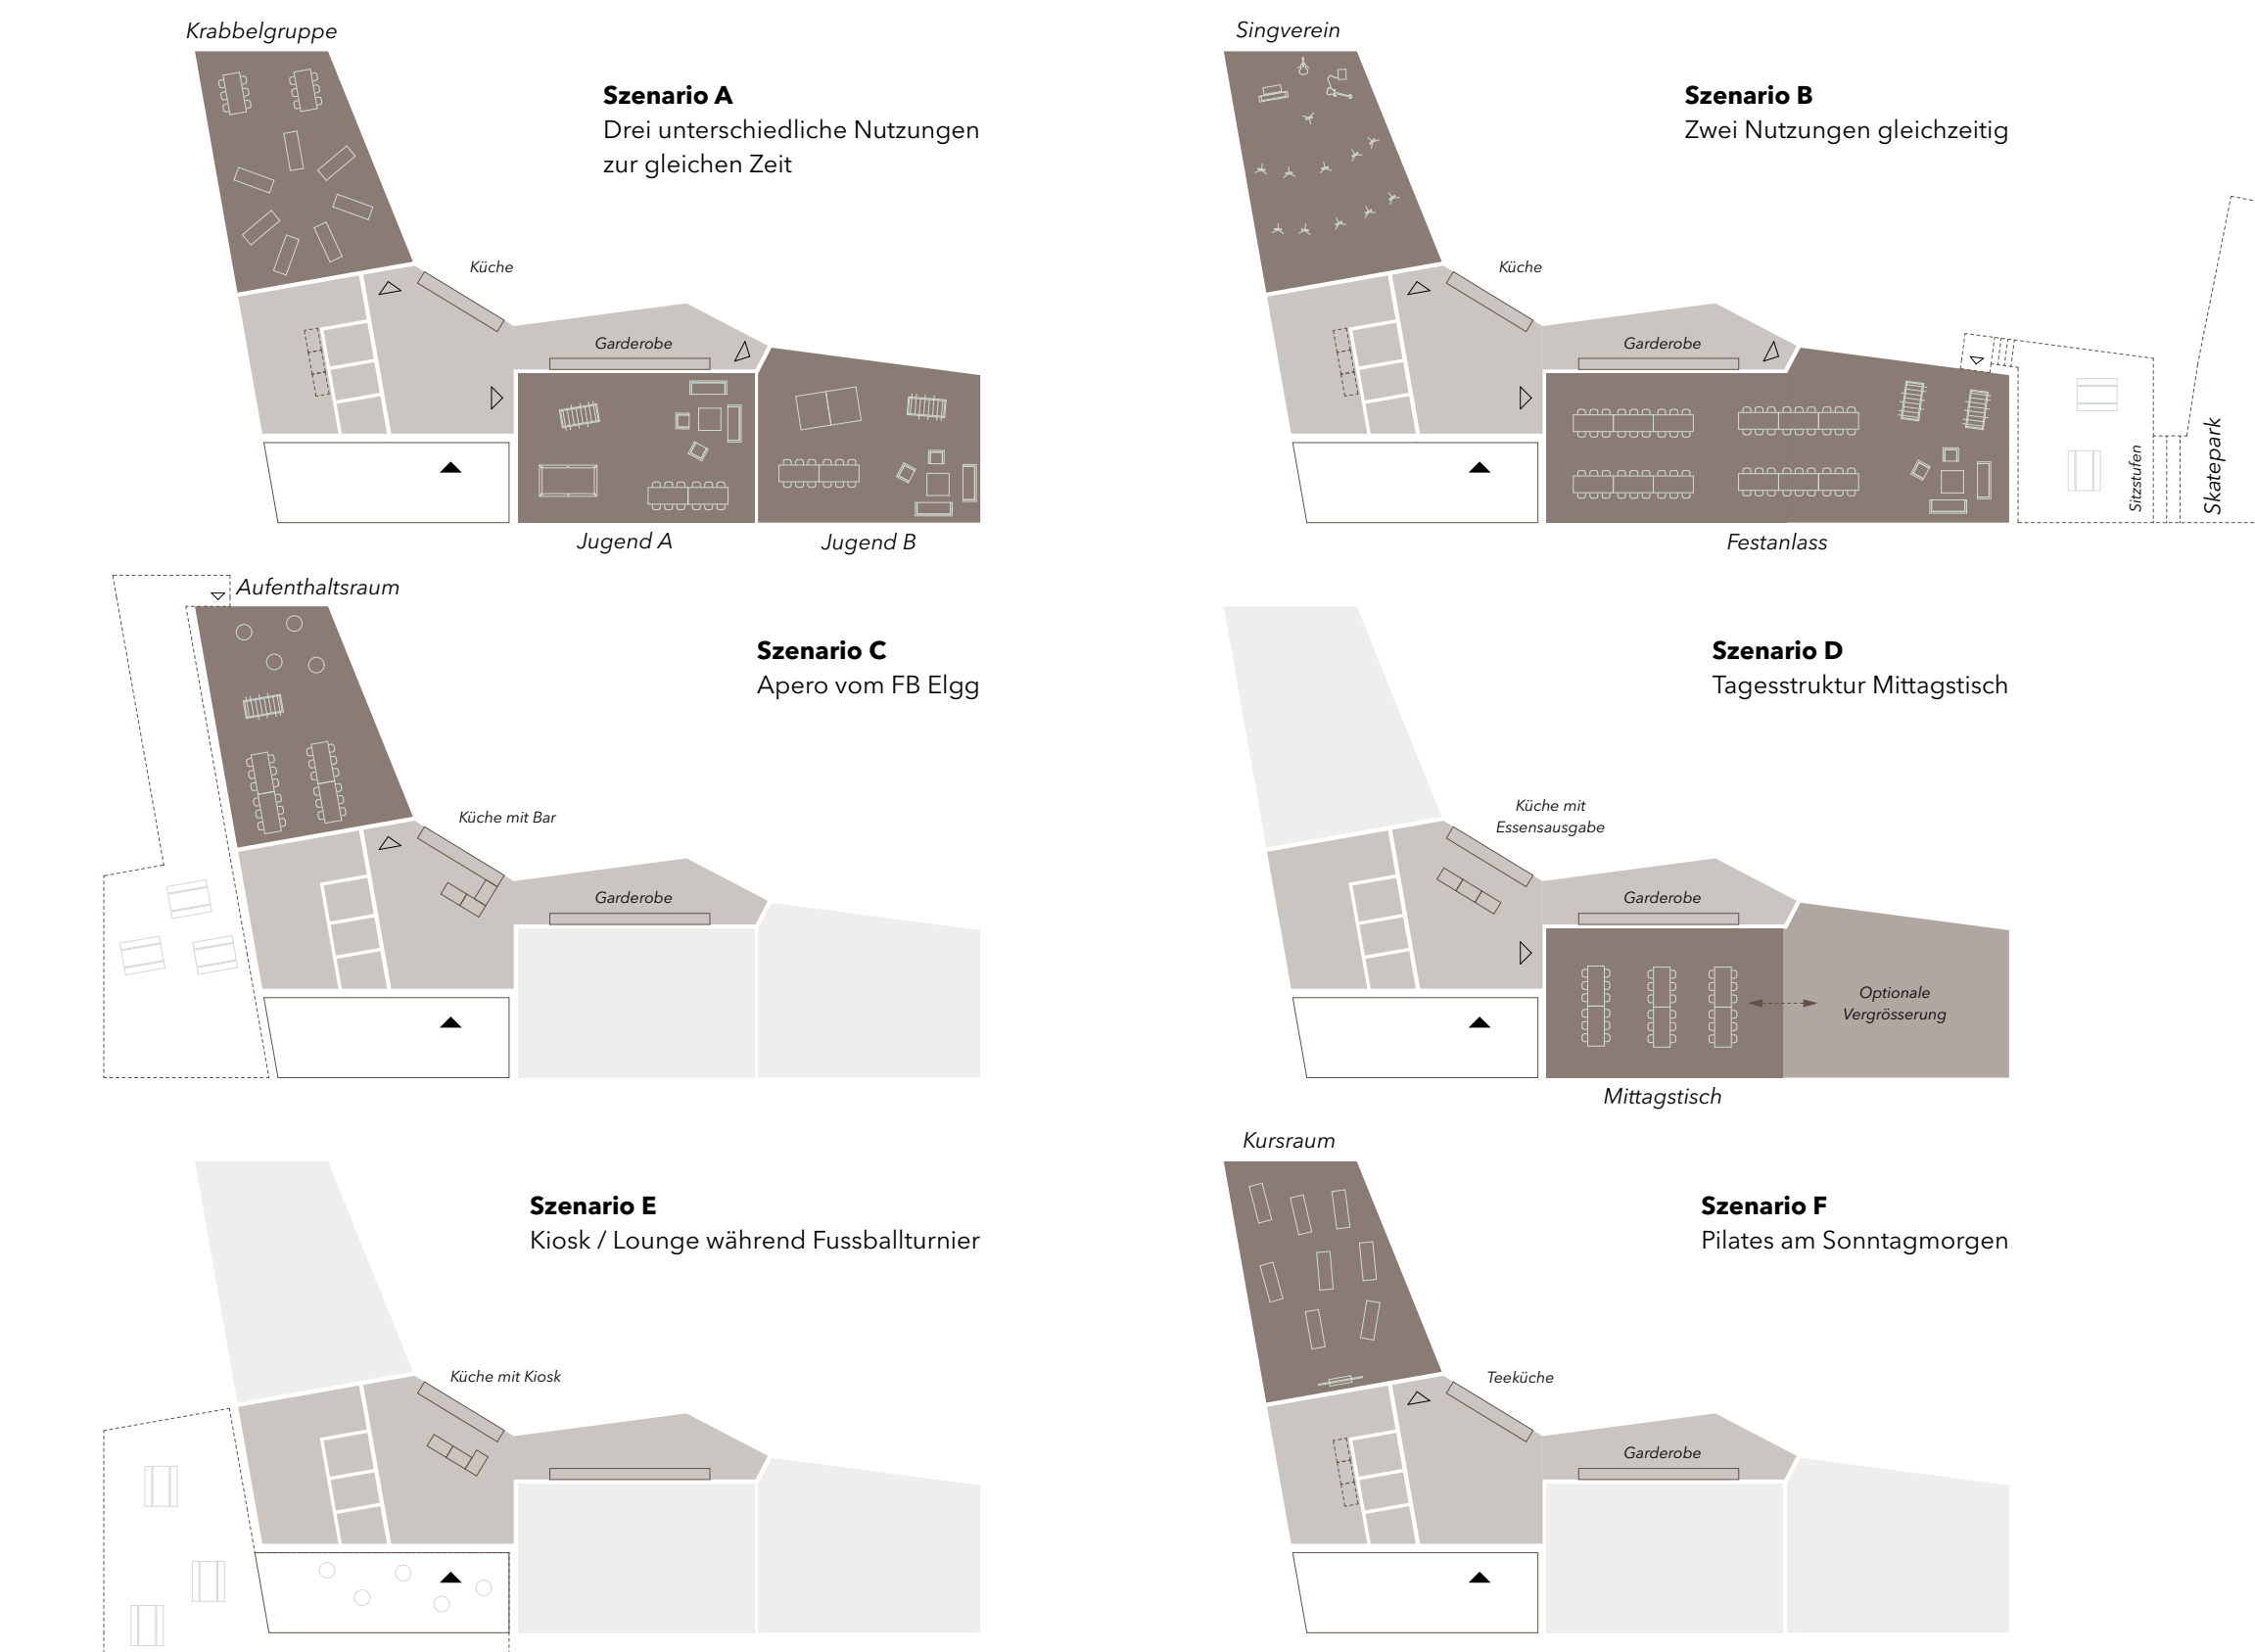 Krabbelgruppe
Szenario A
Drei unterschiedliche Nutzungen
zur gleichen Zeit
Küche
Garderobe
Jugend A
Jugend B
Singverein
Szenario B
Zwei Nutzungen gleichzeitig
Küche
Garderobe
Sitzstufen
Skatepark
Festanlass
Aufenthaltsraum
Szenario C
Apero vom FB Elgg
Küche mit Bar
Garderobe
Szenario D
Tagesstruktur Mittagstisch
Küche mit
Essensausgabe
Garderobe
Optionale
Vergrösserung
Mittagstisch
Szenario E
Kiosk / Lounge während Fussballturnier
Küche mit Kiosk
Kursraum
Szenario F
Pilates am Sonntagmorgen
Teeküche
Garderobe